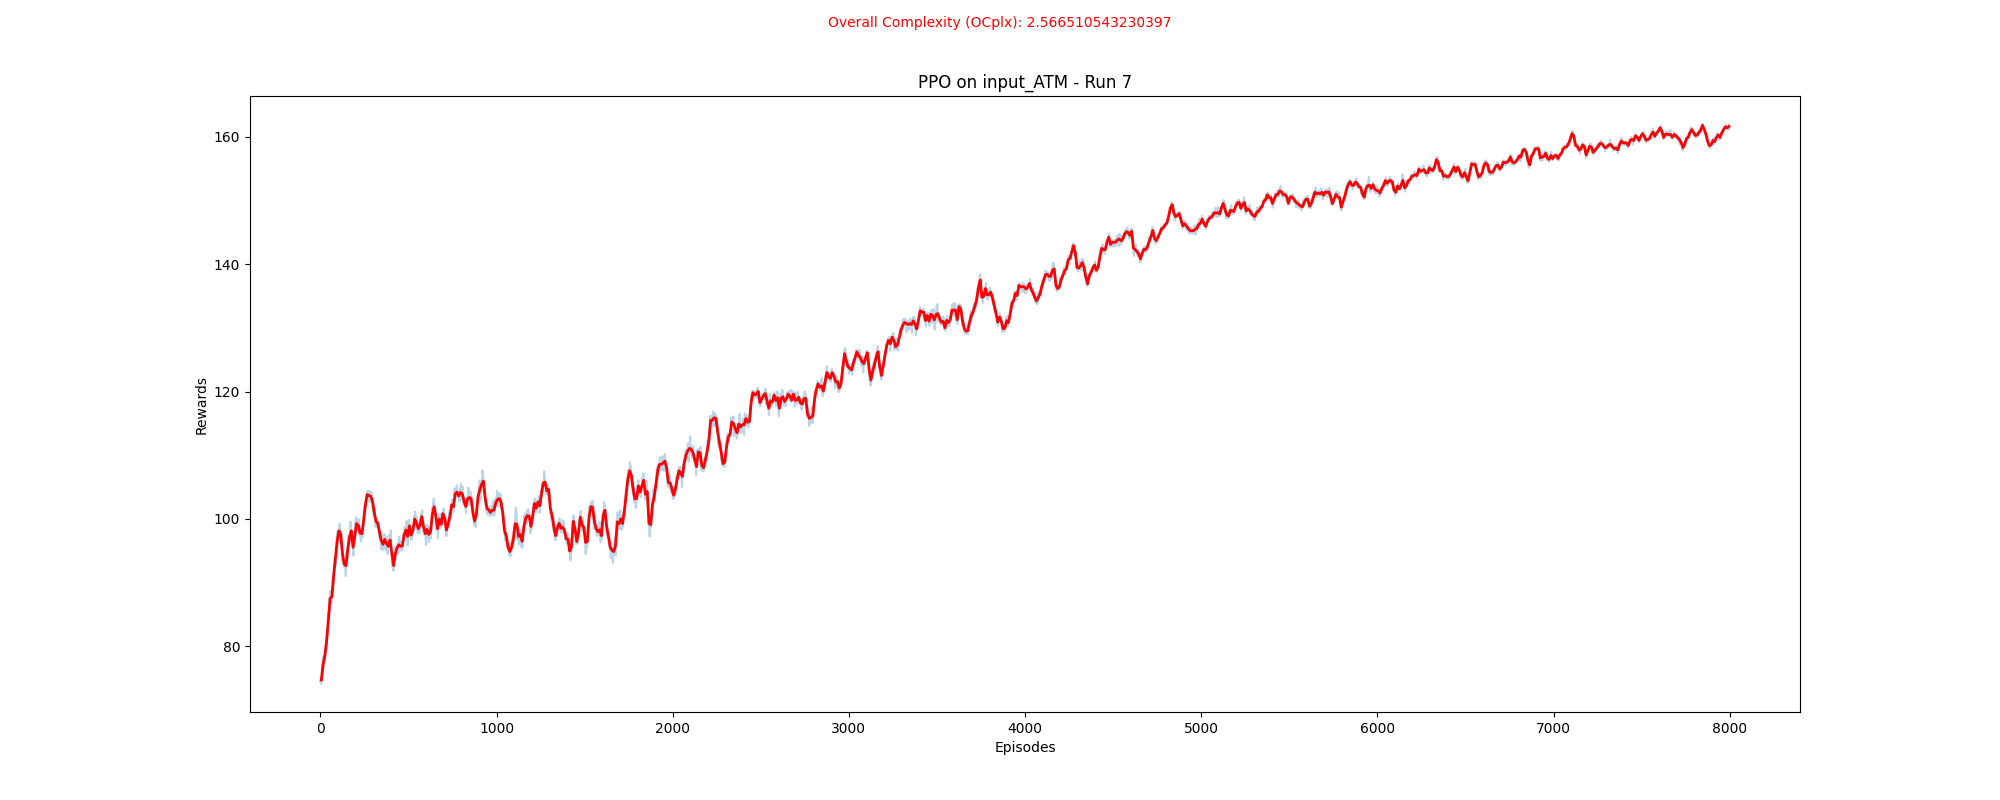 Overall Complexity (OCplx): 2.566510543230397
PPO on input_ATM - Run 7
160
140
120
100
80
Rewards
0 1000 2000 3000 4000 5000 6000 7000 8000
Episodes